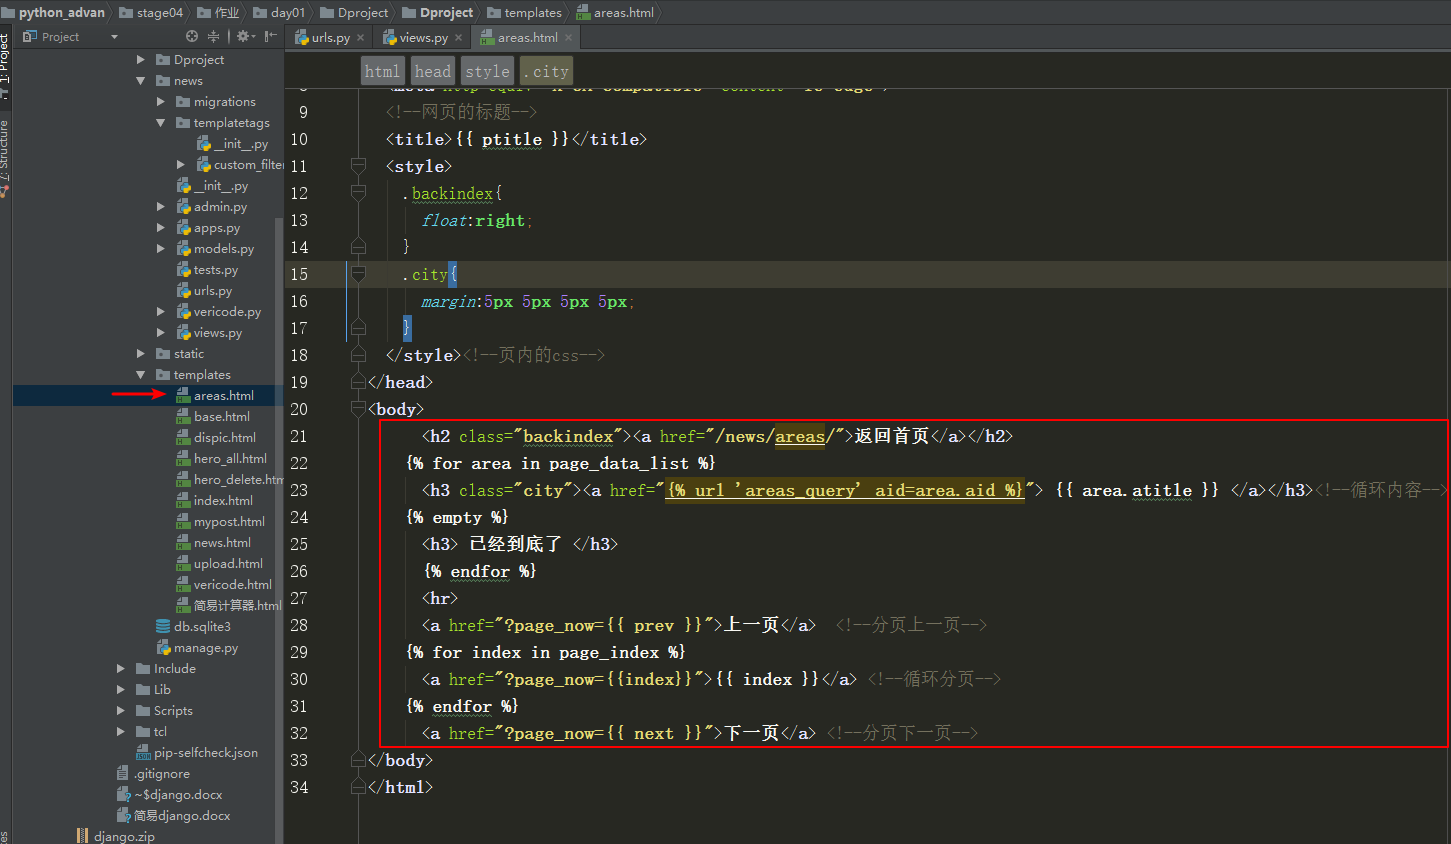 python_advan stage04 作业 day01 Dproject Dproject templates areas.html
Project
urls.py views.py areas.html
1: Project
7: Structure
html head style .city
Dproject
news
migrations
templatetags
__init__.py
custom_filter
__init__.py
admin.py
apps.py
models.py
tests.py
urls.py
vericode.py
views.py
static
templates
areas.html
base.html
dispic.html
hero_all.html
hero_delete.htm
index.html
mypost.html
news.html
upload.html
vericode.html
简易计算器.html
db.sqlite3
manage.py
Include
Lib
Scripts
tcl
pip-selfcheck.json
.gitignore
~$django.docx
简易django.docx
django.zip
9 <!--网页的标题-->
10 <title>{{ ptitle }}</title>
11 <style>
12 .backindex{
13 float:right;
14 }
15 .city{
16 margin:5px 5px 5px 5px;
17 }
18 </style><!--页内的css-->
19 </head>
20 <body>
21 <h2 class="backindex"><a href="/news/areas/">返回首页</a></h2>
22 {% for area in page_data_list %}
23 <h3 class="city"><a href="{% url 'areas_query' aid=area.aid %}"> {{ area.atitle }} </a></h3><!--循环内容-->
24 {% empty %}
25 <h3> 已经到底了 </h3>
26 {% endfor %}
27 <hr>
28 <a href="?page_now={{ prev }}">上一页</a> <!--分页上一页-->
29 {% for index in page_index %}
30 <a href="?page_now={{index}}">{{ index }}</a> <!--循环分页-->
31 {% endfor %}
32 <a href="?page_now={{ next }}">下一页</a> <!--分页下一页-->
33 </body>
34 </html>